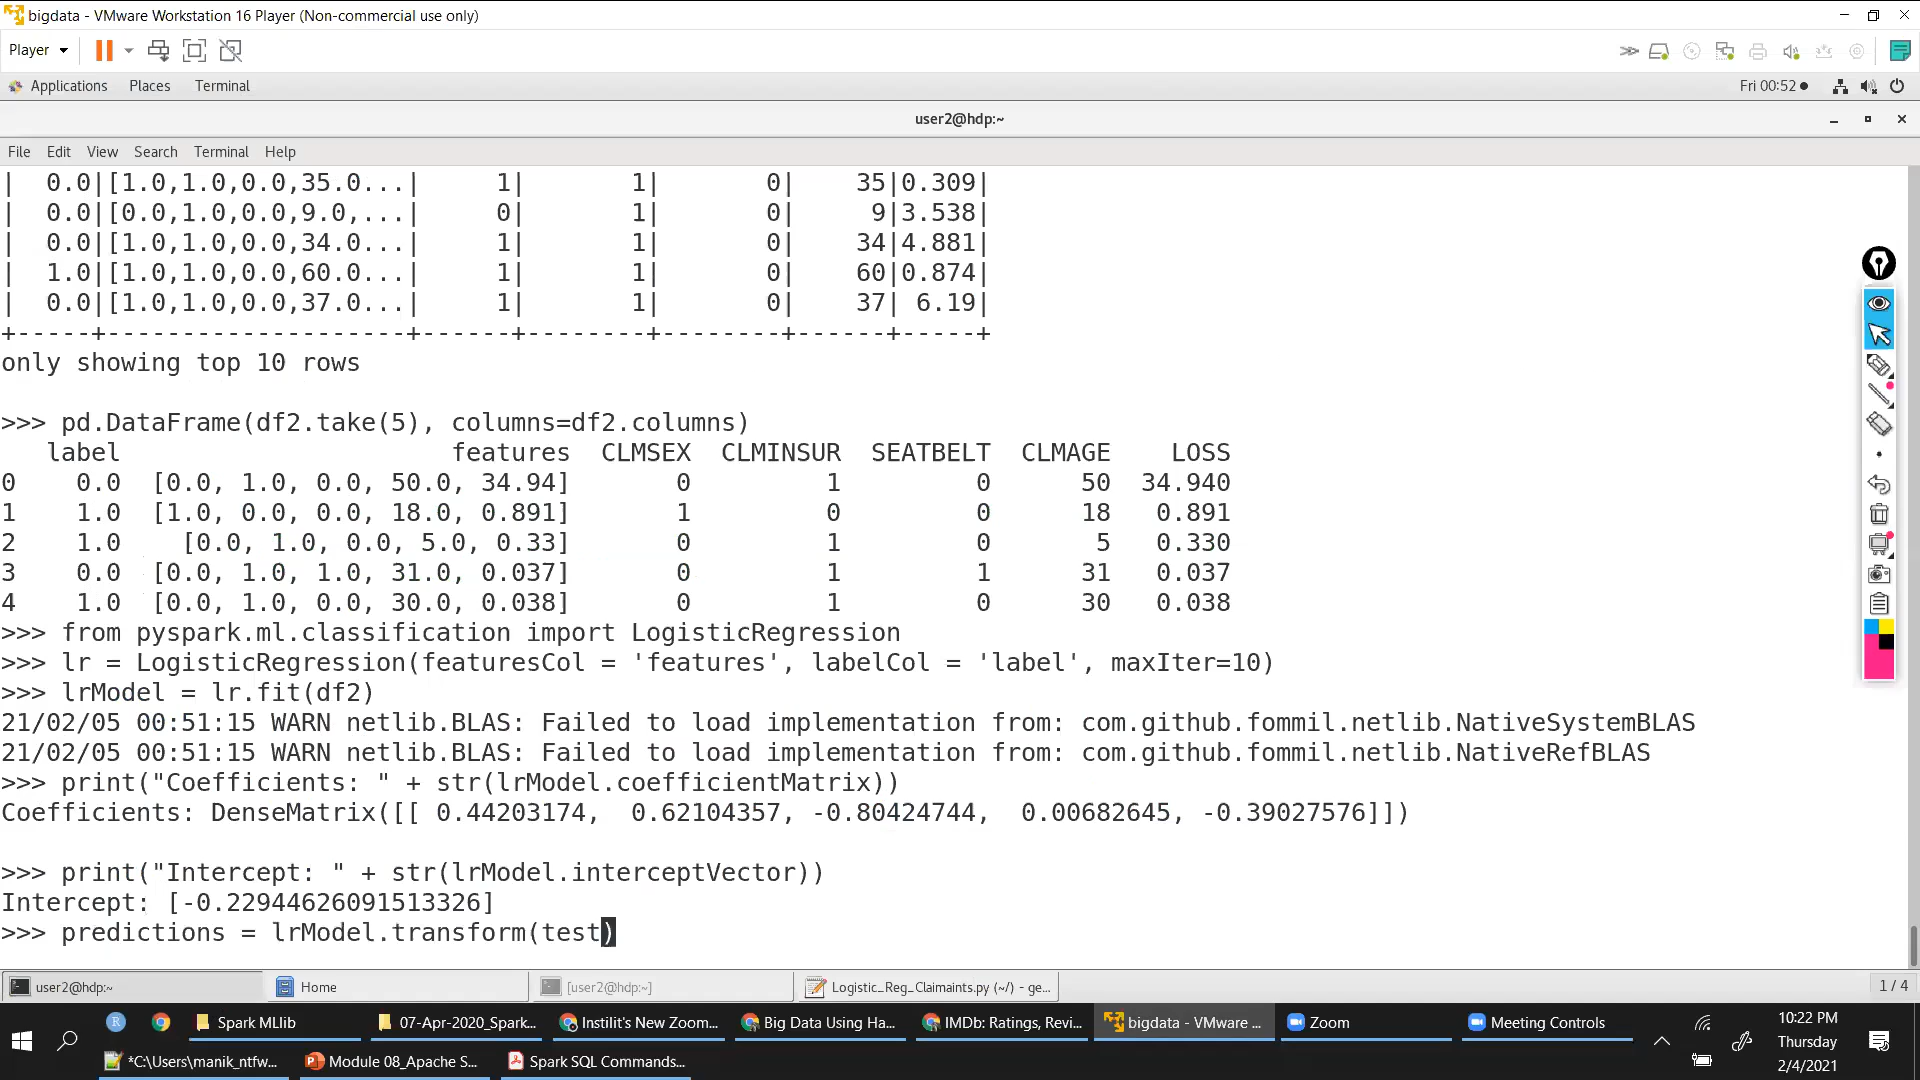 bigdata - VMware Workstation 16 Player (Non-commercial use only)
Player
Applications Places Terminal Fri 00:52
user2@hdp:~
File Edit View Search Terminal Help
| 0.0|[1.0,1.0,0.0,35.0...| 1| 1| 0| 35|0.309|
| 0.0|[0.0,1.0,0.0,9.0,...| 0| 1| 0| 9|3.538|
| 0.0|[1.0,1.0,0.0,34.0...| 1| 1| 0| 34|4.881|
| 1.0|[1.0,1.0,0.0,60.0...| 1| 1| 0| 60|0.874|
| 0.0|[1.0,1.0,0.0,37.0...| 1| 1| 0| 37| 6.19|
+-----+--------------------+------+--------+--------+------+-----+
only showing top 10 rows
>>> pd.DataFrame(df2.take(5), columns=df2.columns)
label features CLMSEX CLMINSUR SEATBELT CLMAGE LOSS
0 0.0 [0.0, 1.0, 0.0, 50.0, 34.94] 0 1 0 50 34.940
1 1.0 [1.0, 0.0, 0.0, 18.0, 0.891] 1 0 0 18 0.891
2 1.0 [0.0, 1.0, 0.0, 5.0, 0.33] 0 1 0 5 0.330
3 0.0 [0.0, 1.0, 1.0, 31.0, 0.037] 0 1 1 31 0.037
4 1.0 [0.0, 1.0, 0.0, 30.0, 0.038] 0 1 0 30 0.038
>>> from pyspark.ml.classification import LogisticRegression
>>> lr = LogisticRegression(featuresCol = 'features', labelCol = 'label', maxIter=10)
>>> lrModel = lr.fit(df2)
21/02/05 00:51:15 WARN netlib.BLAS: Failed to load implementation from: com.github.fommil.netlib.NativeSystemBLAS
21/02/05 00:51:15 WARN netlib.BLAS: Failed to load implementation from: com.github.fommil.netlib.NativeRefBLAS
>>> print("Coefficients: " + str(lrModel.coefficientMatrix))
Coefficients: DenseMatrix([[ 0.44203174, 0.62104357, -0.80424744, 0.00682645, -0.39027576]])
>>> print("Intercept: " + str(lrModel.interceptVector))
Intercept: [-0.22944626091513326]
>>> predictions = lrModel.transform(test)
user2@hdp:~ Home [user2@hdp:~] Logistic_Reg_Claimaints.py (~/) - ge... 1 / 4
Spark MLlib 07-Apr-2020_Spark... Instilit's New Zoom... Big Data Using Ha... IMDb: Ratings, Revi... bigdata - VMware ... Zoom Meeting Controls
*C:\Users\manik_ntfw... Module 08_Apache S... Spark SQL Commands...
10:22 PM
Thursday
2/4/2021